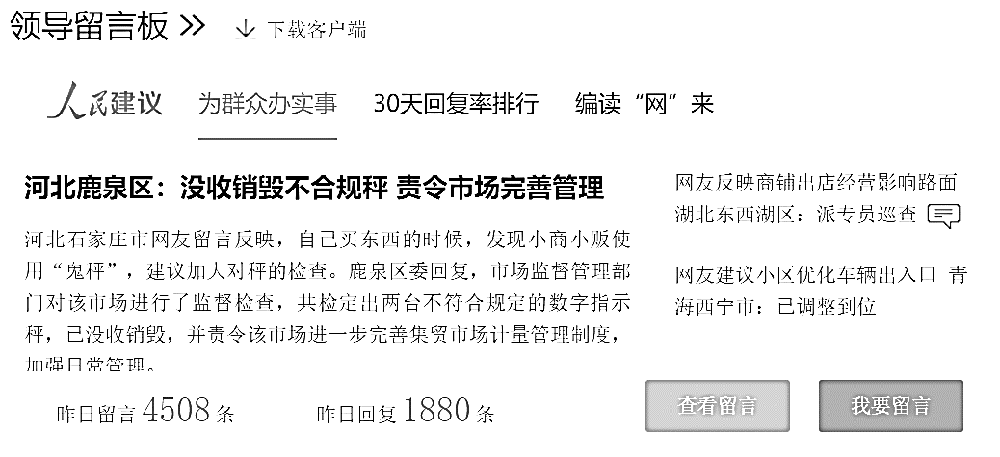 领导留言板 >> ↓ 下载客户端
人民建议 为群众办实事 30天回复率排行 编读“网”来
河北鹿泉区：没收销毁不合规秤 责令市场完善管理
河北石家庄市网友留言反映，自己买东西的时候，发现小商小贩使
用“鬼秤”，建议加大对秤的检查。鹿泉区委回复，市场监督管理部
门对该市场进行了监督检查，共检定出两台不符合规定的数字指示
秤，已没收销毁，并责令该市场进一步完善集贸市场计量管理制度，
加强日常管理。
网友反映商铺出店经营影响路面
湖北东西湖区：派专员巡查
网友建议小区优化车辆出入口 青
海西宁市：已调整到位
昨日留言 4508 条 昨日回复 1880 条
查看留言 我要留言